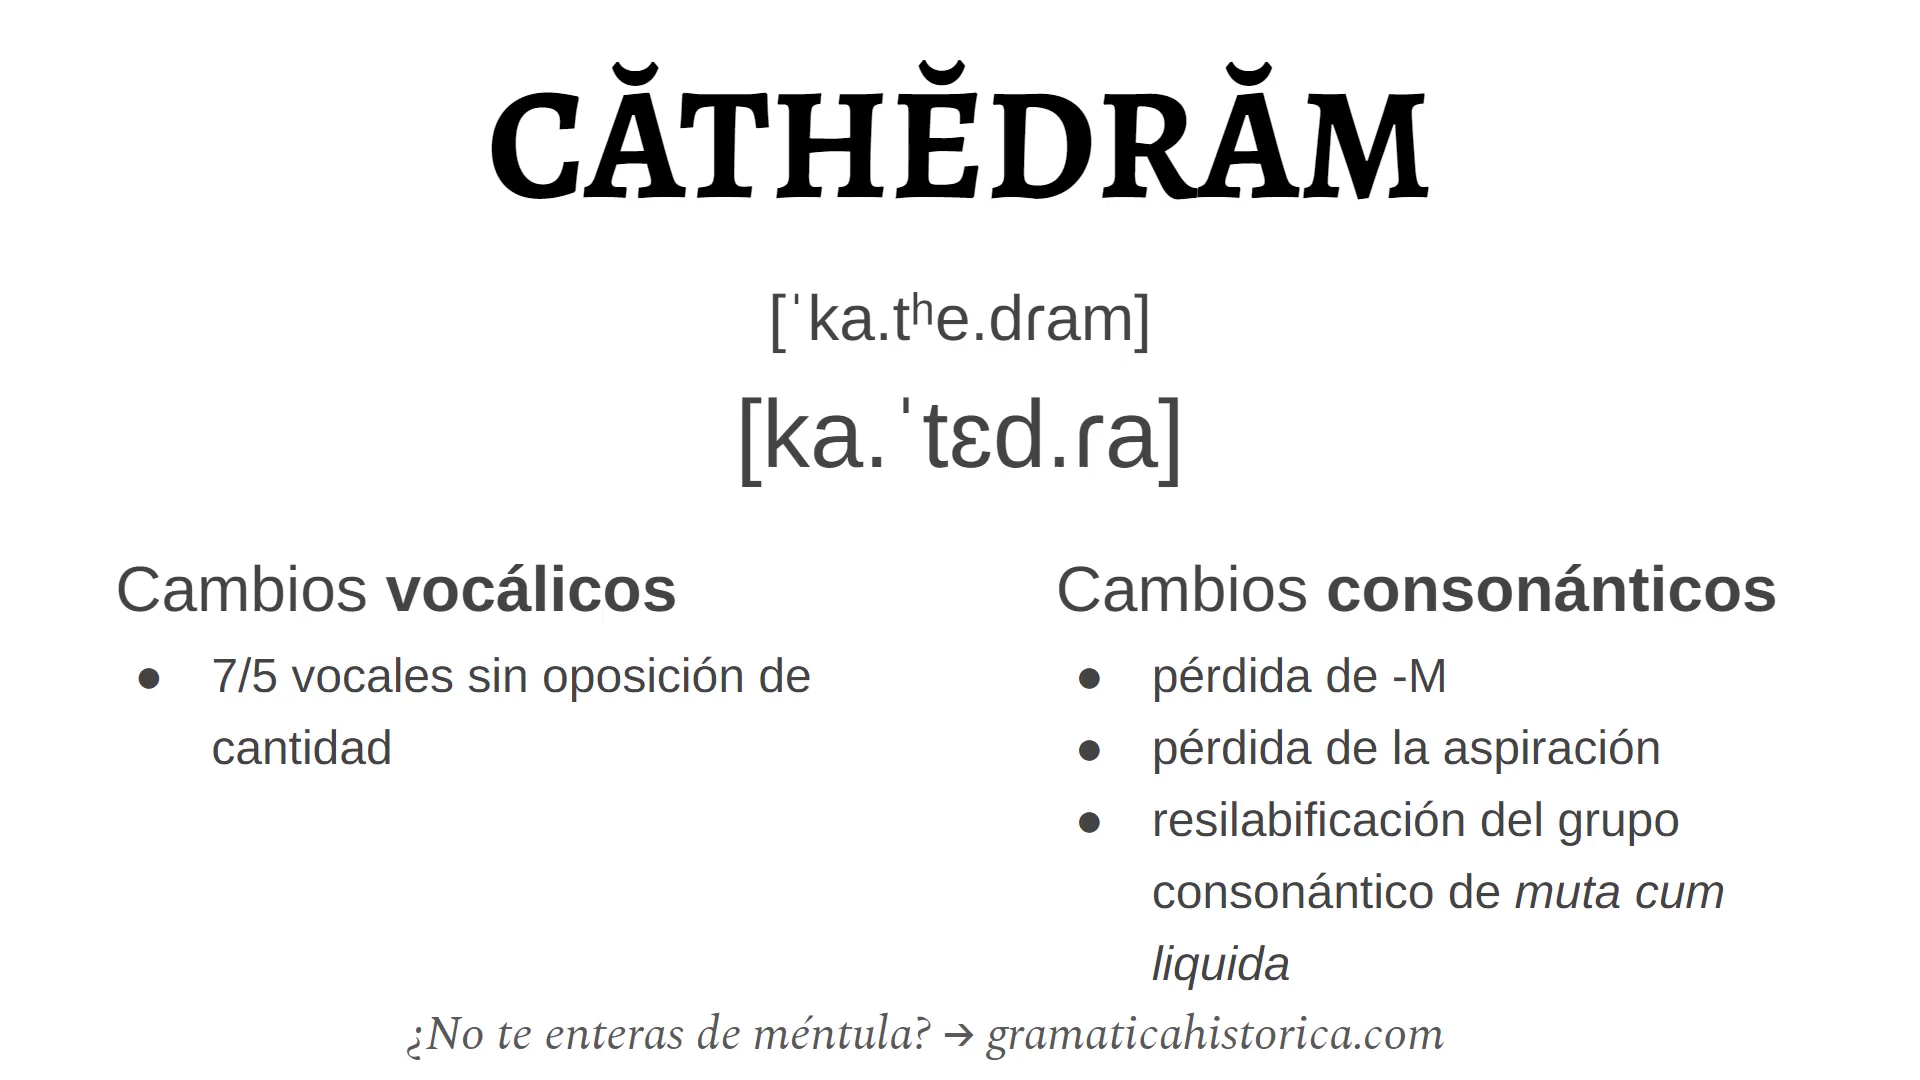 CĂTHĔDRĂM
[ˈka.tʰe.dɾam]
[ka.ˈtɛd.ɾa]
Cambios vocálicos
● 7/5 vocales sin oposición de
cantidad
Cambios consonánticos
● pérdida de -M
● pérdida de la aspiración
● resilabificación del grupo
consonántico de muta cum
liquida
¿No te enteras de méntula? → gramaticahistorica.com